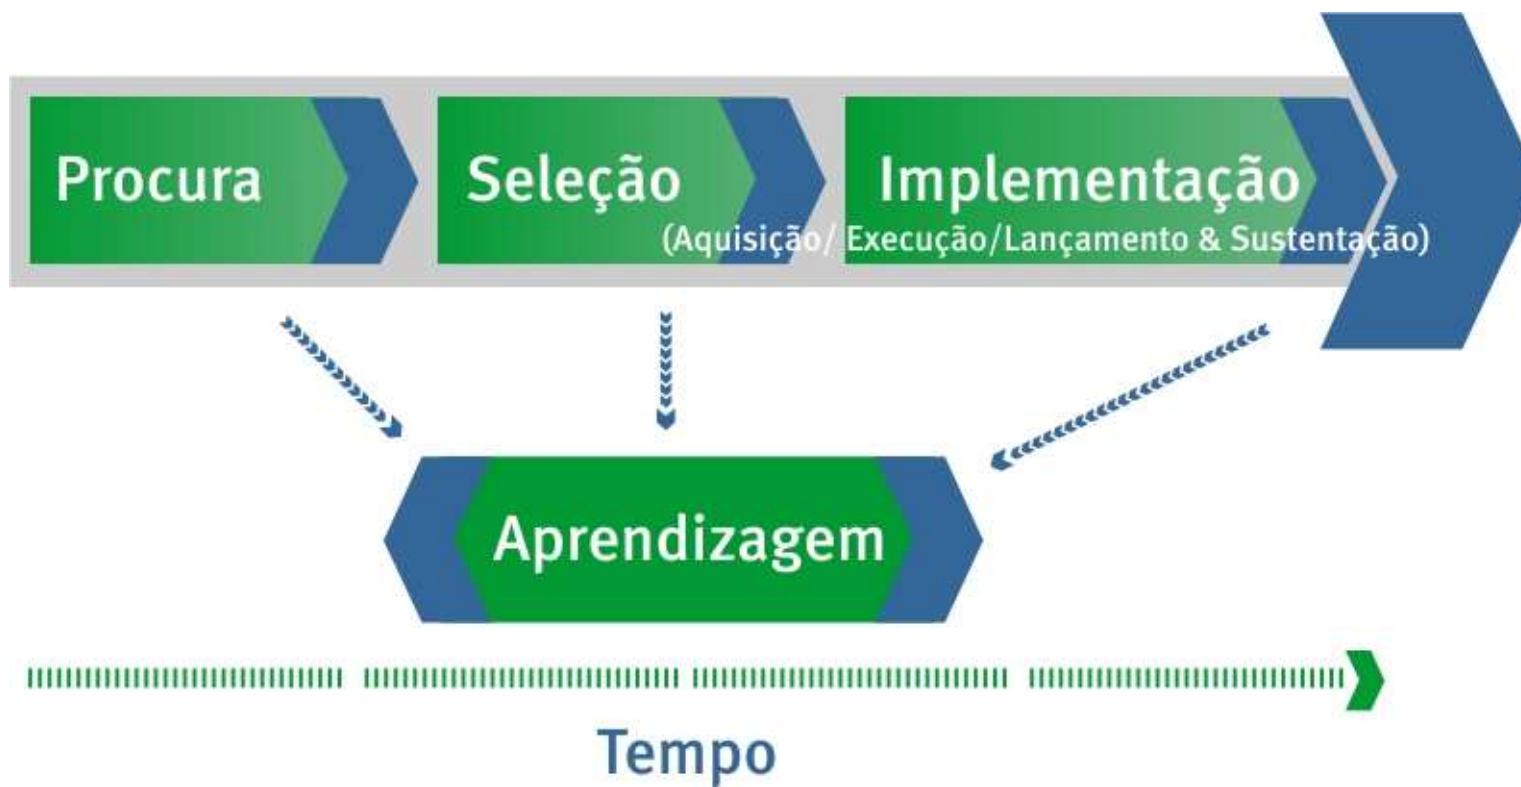 Procura
Seleção
Implementação
(Aquisição/ Execução/Lançamento & Sustentação)
Aprendizagem
Tempo